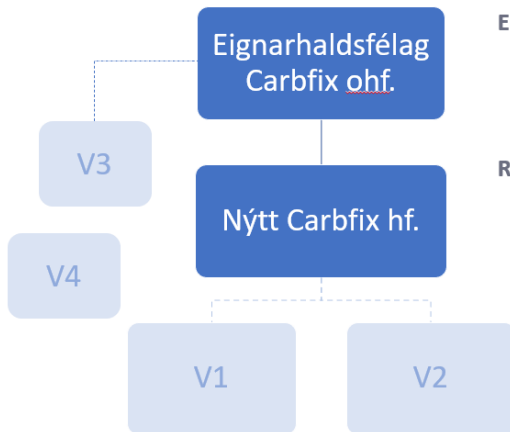 Eignarhaldsfélag
Carbfix ohf.
E
V3
R
Nýtt Carbfix hf.
V4
V1
V2